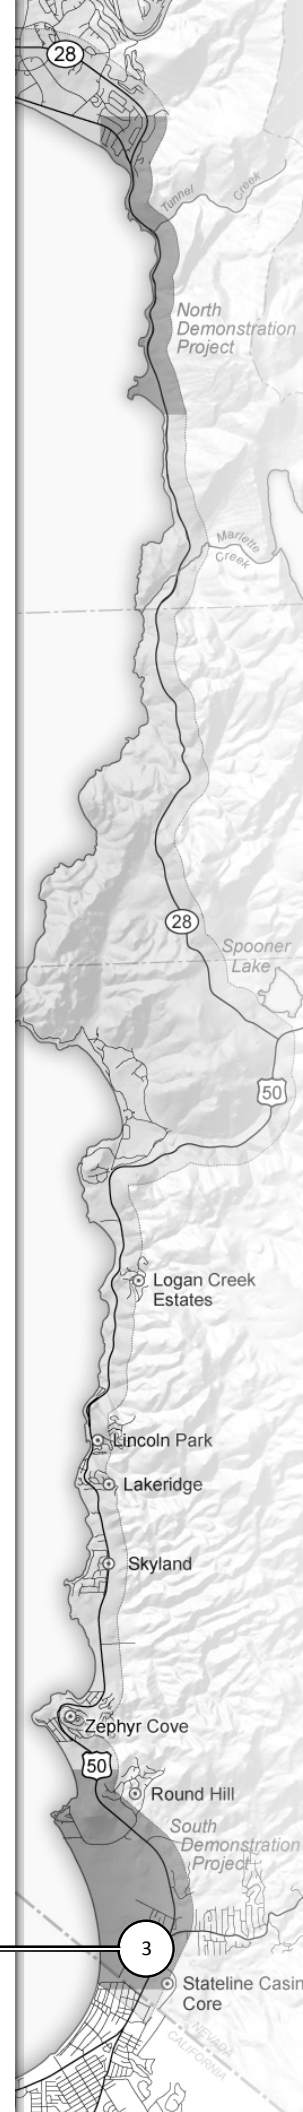 28
Tunnel
Creek
North
Demonstration
Project
Marlette
Creek
28
Spooner
Lake
50
Logan Creek
Estates
Lincoln Park
Lakeridge
Skyland
Zephyr Cove
50
Round Hill
South
Demonstration
Project
3
Stateline Casin
Core
NEVADA
CALIFORNIA